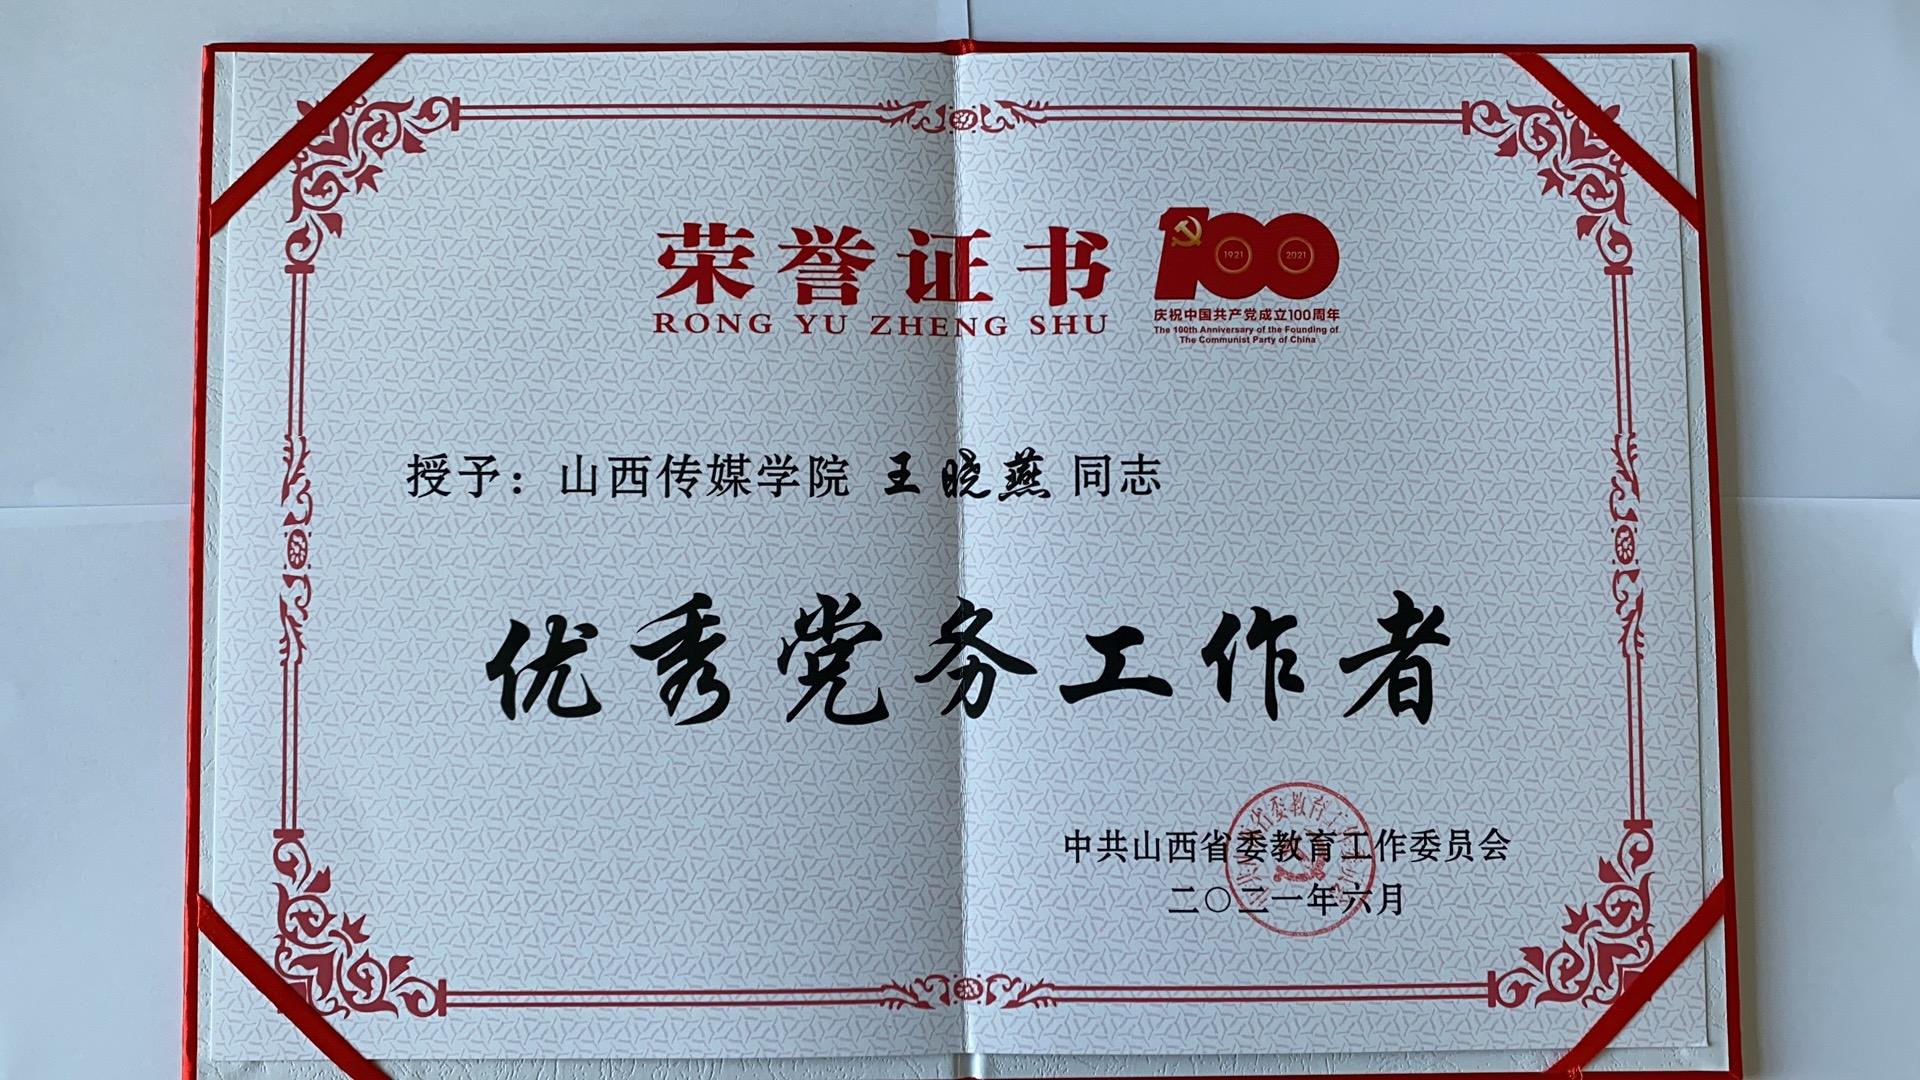 荣誉证书
RONG YU ZHENG SHU
1921 2021
庆祝中国共产党成立100周年
The 100th Anniversary of the Founding of
The Communist Party of China
授予：山西传媒学院 王晓燕 同志
优秀党务工作者
中共山西省委教育工作委员会
二〇二一年六月